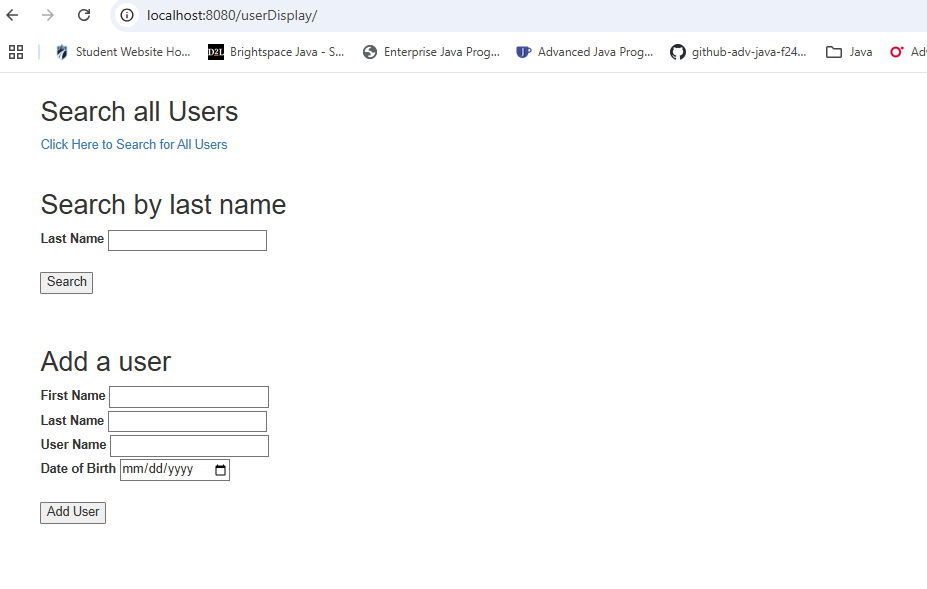 localhost:8080/userDisplay/
Student Website Ho... D2L Brightspace Java - S... Enterprise Java Prog... Advanced Java Prog... github-adv-java-f24... Java Adv
Search all Users
Click Here to Search for All Users
Search by last name
Last Name
Search
Add a user
First Name
Last Name
User Name
Date of Birth mm/dd/yyyy
Add User